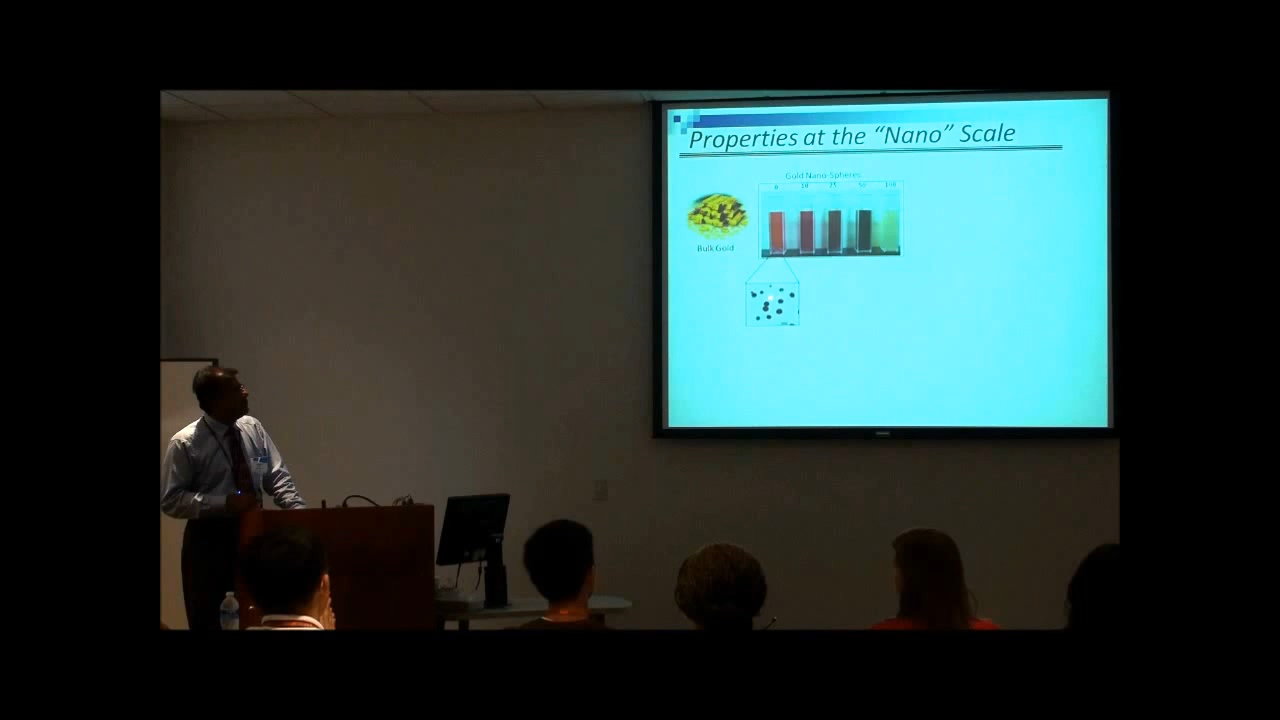 Properties at the “Nano” Scale
Gold Nano-Spheres
Bulk Gold